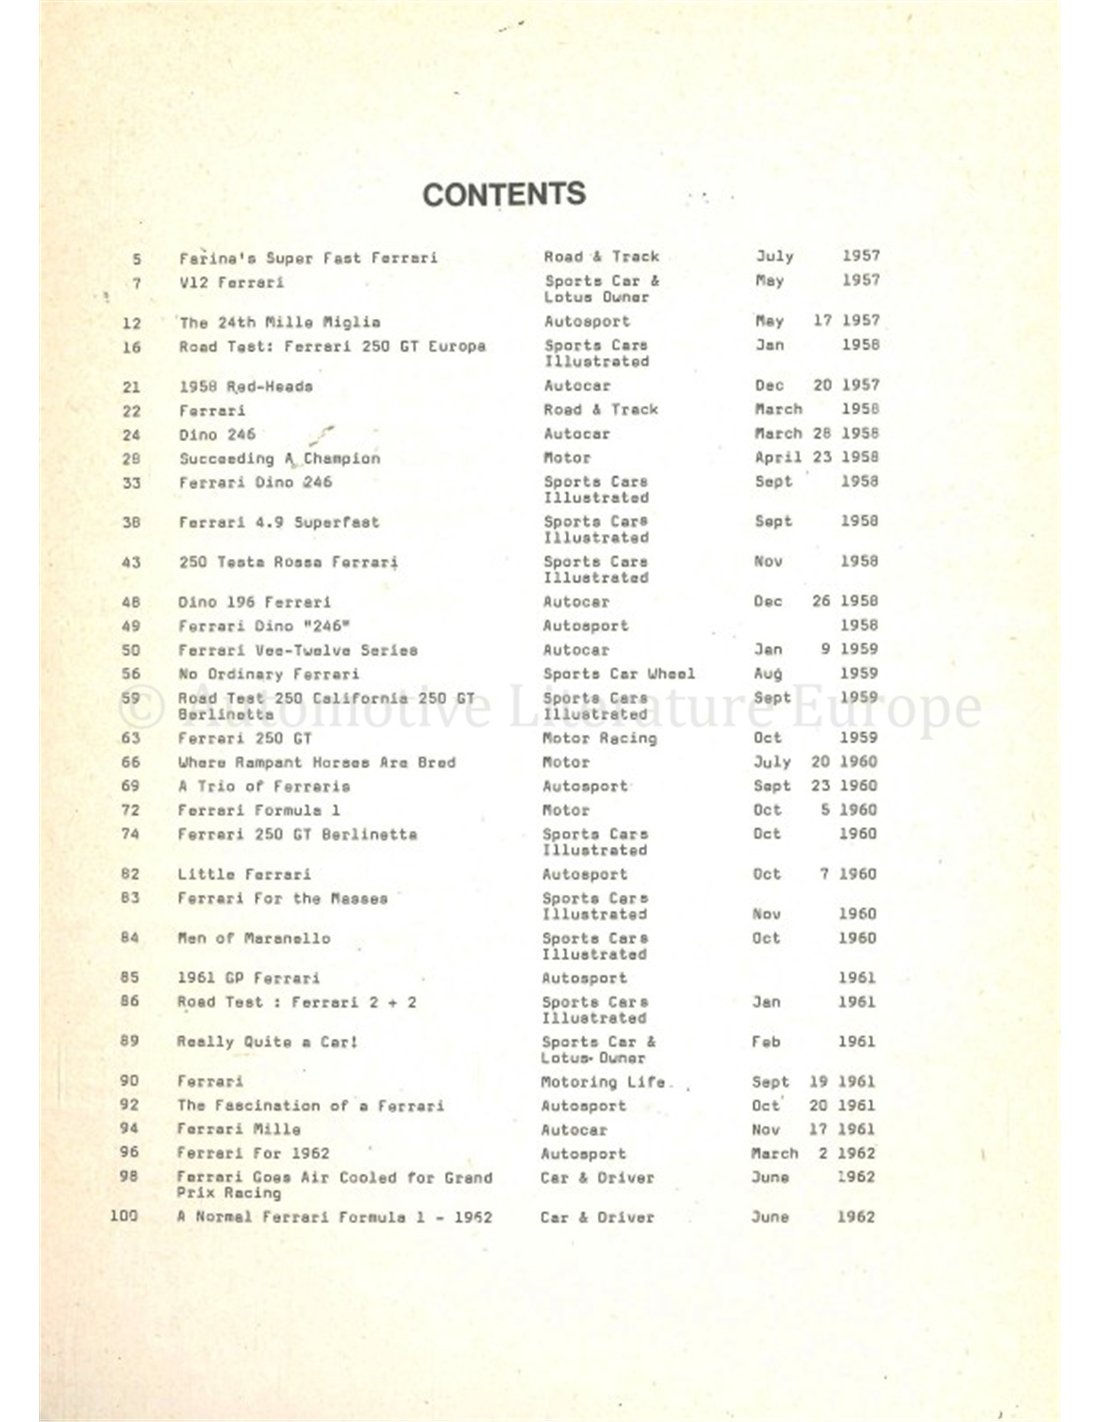 CONTENTS
5 Farina's Super Fast Ferrari Road & Track July 1957
7 V12 Ferrari Sports Car & May 1957
Lotus Owner
12 The 24th Mille Miglia Autosport May 17 1957
16 Road Test: Ferrari 250 GT Europa Sports Cars Jan 1958
Illustrated
21 1958 Red-Heads Autocar Dec 20 1957
22 Ferrari Road & Track March 1958
24 Dino 246 Autocar March 28 1958
28 Succeeding A Champion Motor April 23 1958
33 Ferrari Dino 246 Sports Cars Sept 1958
Illustrated
38 Ferrari 4.9 Superfast Sports Cars Sept 1958
Illustrated
43 250 Testa Rossa Ferrari Sports Cars Nov 1958
Illustrated
48 Dino 196 Ferrari Autocar Dec 26 1958
49 Ferrari Dino "246" Autosport 1958
50 Ferrari Vee-Twelve Series Autocar Jan 9 1959
56 No Ordinary Ferrari Sports Car Wheel Aug 1959
59 Road Test 250 California 250 GT Sports Cars Sept 1959
Berlinetta Illustrated
© Automotive Literature Europe
63 Ferrari 250 GT Motor Racing Oct 1959
66 Where Rampant Horses Are Bred Motor July 20 1960
69 A Trio of Ferraris Autosport Sept 23 1960
72 Ferrari Formula 1 Motor Oct 5 1960
74 Ferrari 250 GT Berlinetta Sports Cars Oct 1960
Illustrated
82 Little Ferrari Autosport Oct 7 1960
83 Ferrari For the Masses Sports Cars
Illustrated Nov 1960
84 Men of Maranello Sports Cars Oct 1960
Illustrated
85 1961 GP Ferrari Autosport 1961
86 Road Test : Ferrari 2 + 2 Sports Cars Jan 1961
Illustrated
89 Really Quite a Car! Sports Car & Feb 1961
Lotus Owner
90 Ferrari Motoring Life Sept 19 1961
92 The Fascination of a Ferrari Autosport Oct 20 1961
94 Ferrari Mille Autocar Nov 17 1961
96 Ferrari For 1962 Autosport March 2 1962
98 Ferrari Goes Air Cooled for Grand Car & Driver June 1962
Prix Racing
100 A Normal Ferrari Formula 1 - 1962 Car & Driver June 1962